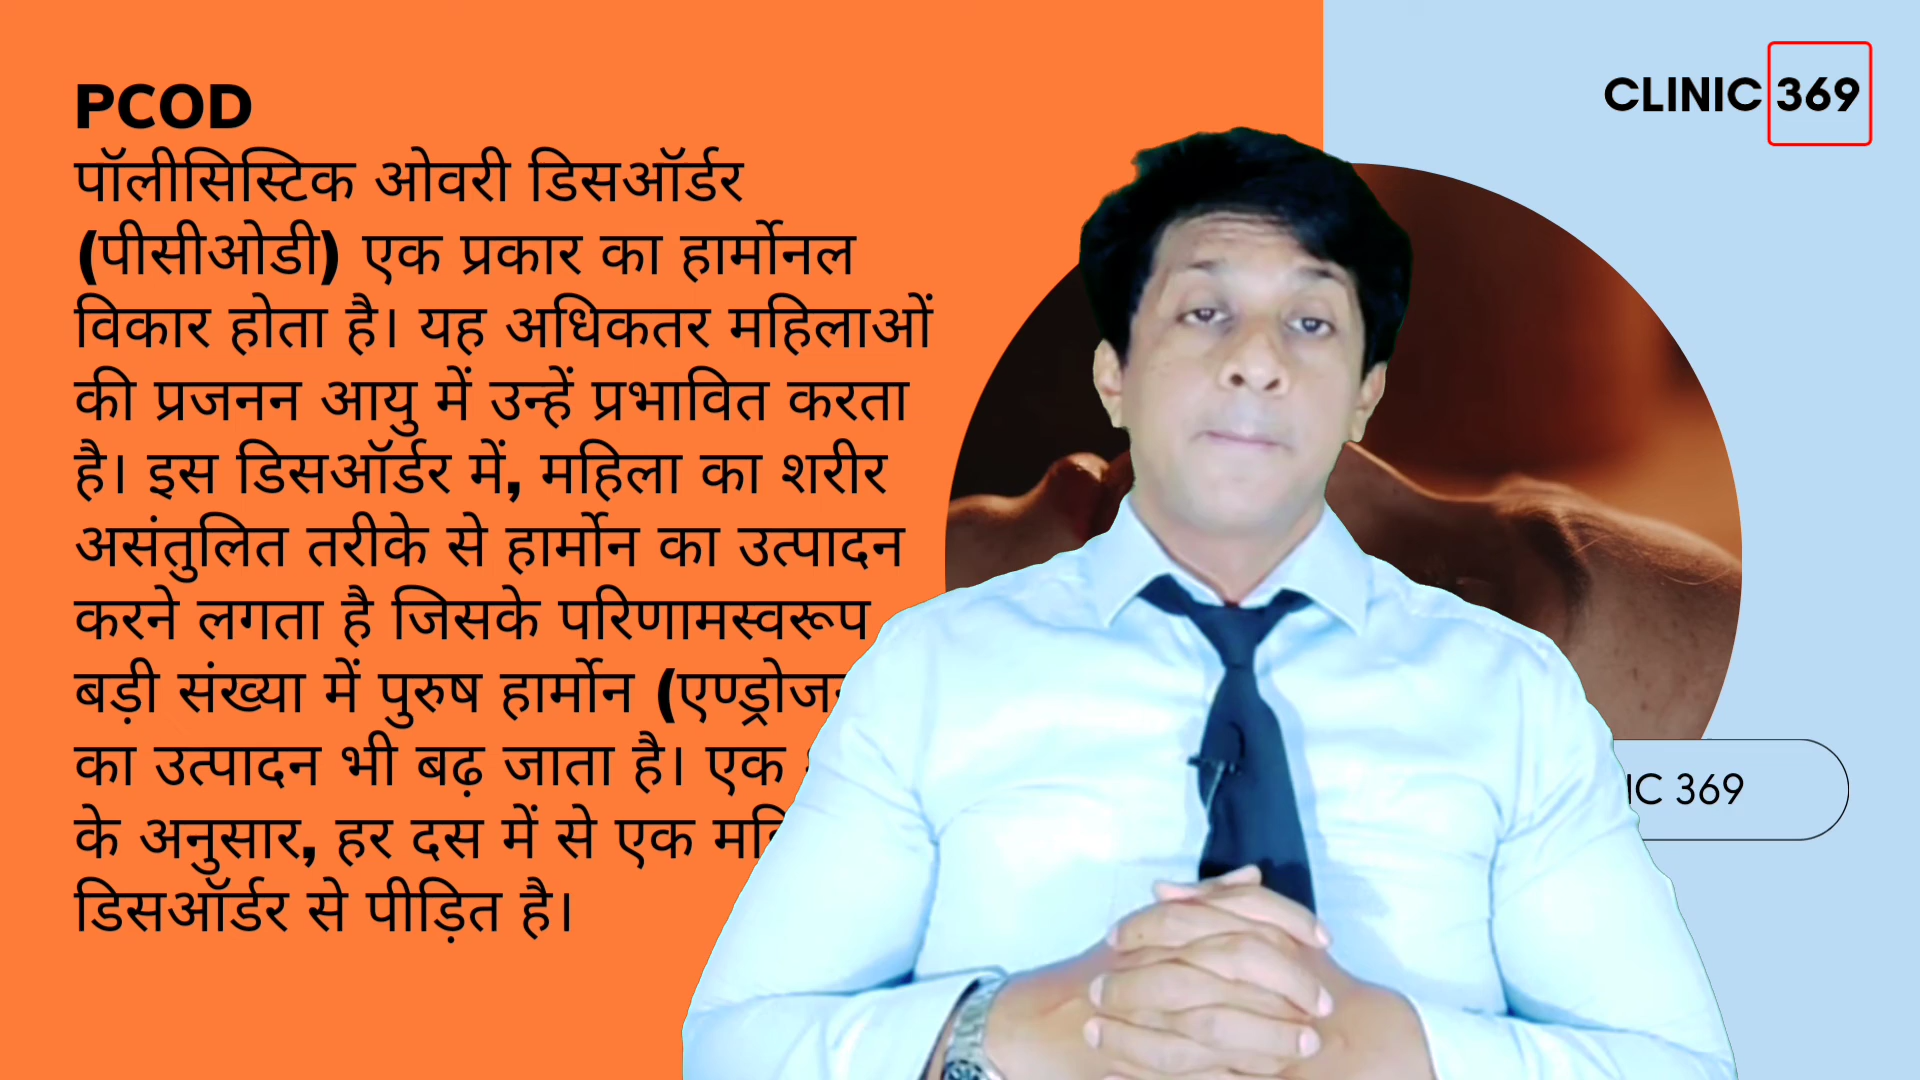 PCOD
पॉलीसिस्टिक ओवरी डिसऑर्डर
(पीसीओडी) एक प्रकार का हार्मोनल
विकार होता है। यह अधिकतर महिलाओं
की प्रजनन आयु में उन्हें प्रभावित करता
है। इस डिसऑर्डर में, महिला का शरीर
असंतुलित तरीके से हार्मोन का उत्पादन
करने लगता है जिसके परिणामस्वरूप
बड़ी संख्या में पुरुष हार्मोन
का उत्पादन भी बढ़ जाता है। एक
के अनुसार, हर दस में से एक
डिसऑर्डर से पीड़ित है।
CLINIC 369
369